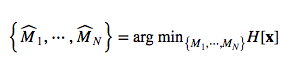 {M̂₁, ⋯, M̂_N} = arg min_{M₁,⋯,M_N} H[𝐱]